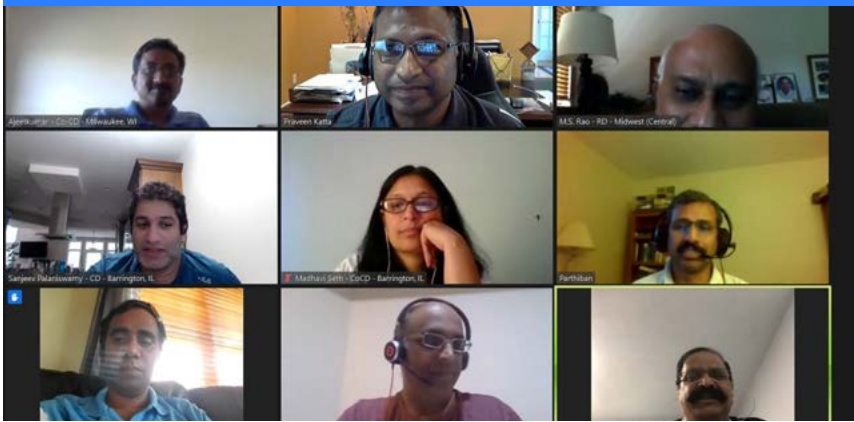 Ajeetkumar - Co-CD - Milwaukee, WI
Praveen Katta
M.S. Rao - RD - Midwest (Central)
Sanjeev Palaniswamy - CD - Barrington, IL
Madhavi Seth - CoCD - Barrington, IL
Parthiban